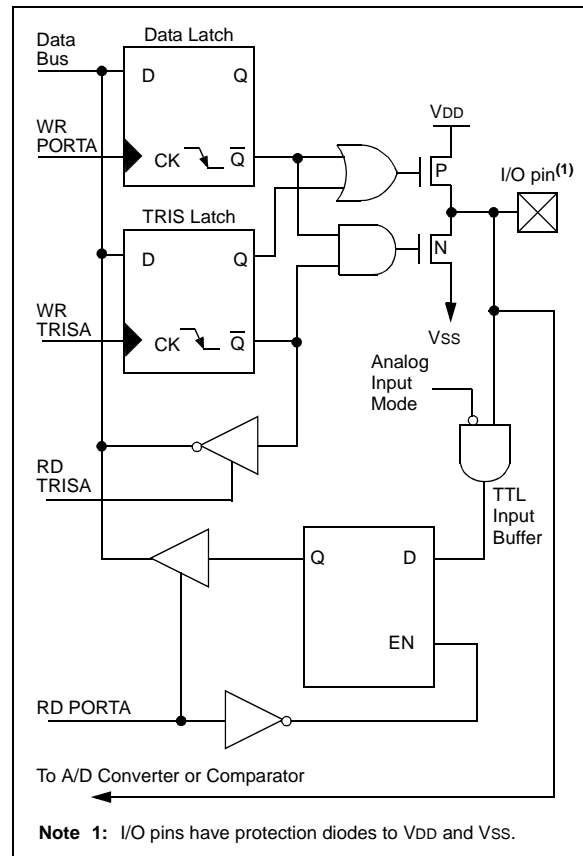 Data
Bus
Data Latch
D
Q
WR
PORTA
CK
Q
VDD
P
I/O pin(1)
TRIS Latch
D
Q
N
WR
TRISA
CK
Q
VSS
Analog
Input
Mode
RD
TRISA
TTL
Input
Buffer
Q
D
EN
RD PORTA
To A/D Converter or Comparator
Note 1: I/O pins have protection diodes to VDD and VSS.